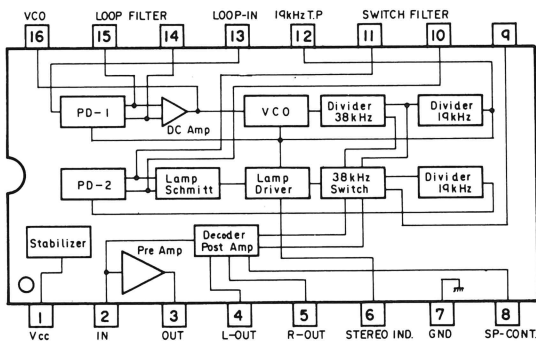 VCO LOOP FILTER LOOP-IN 19kHz T.P SWITCH FILTER
16 15 14 13 12 11 10 9
PD-1
DC Amp
VCO
Divider
38kHz
Divider
19kHz
PD-2
Lamp
Schmitt
Lamp
Driver
38kHz
Switch
Divider
19kHz
Stabilizer
Pre Amp
Decoder
Post Amp
1 2 3 4 5 6 7 8
Vcc IN OUT L-OUT R-OUT STEREO IND. GND SP-CONT.